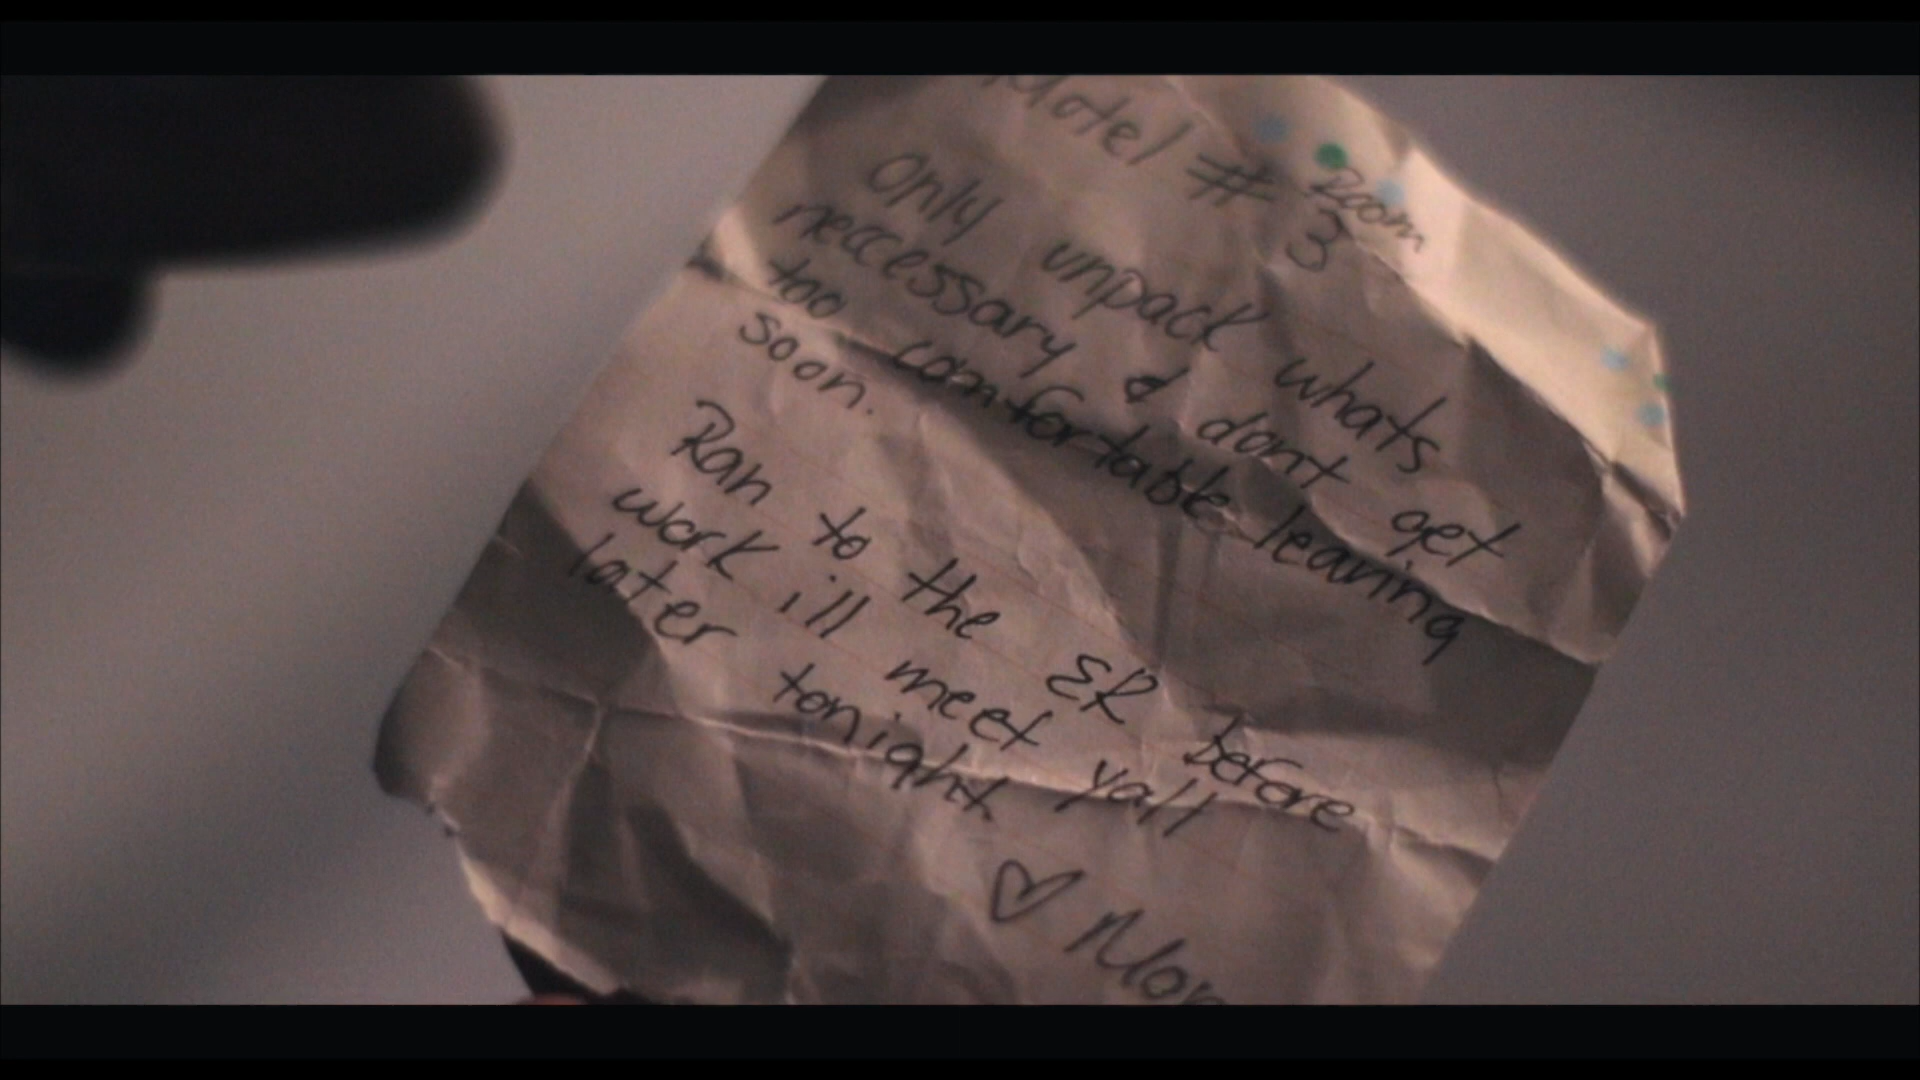 Motel # 3
Room
Only unpack whats
neccessary & dont get
too comfortable leaving
soon.
Ran to the ER before
work ill meet yall
later tonight.
♡ Mom